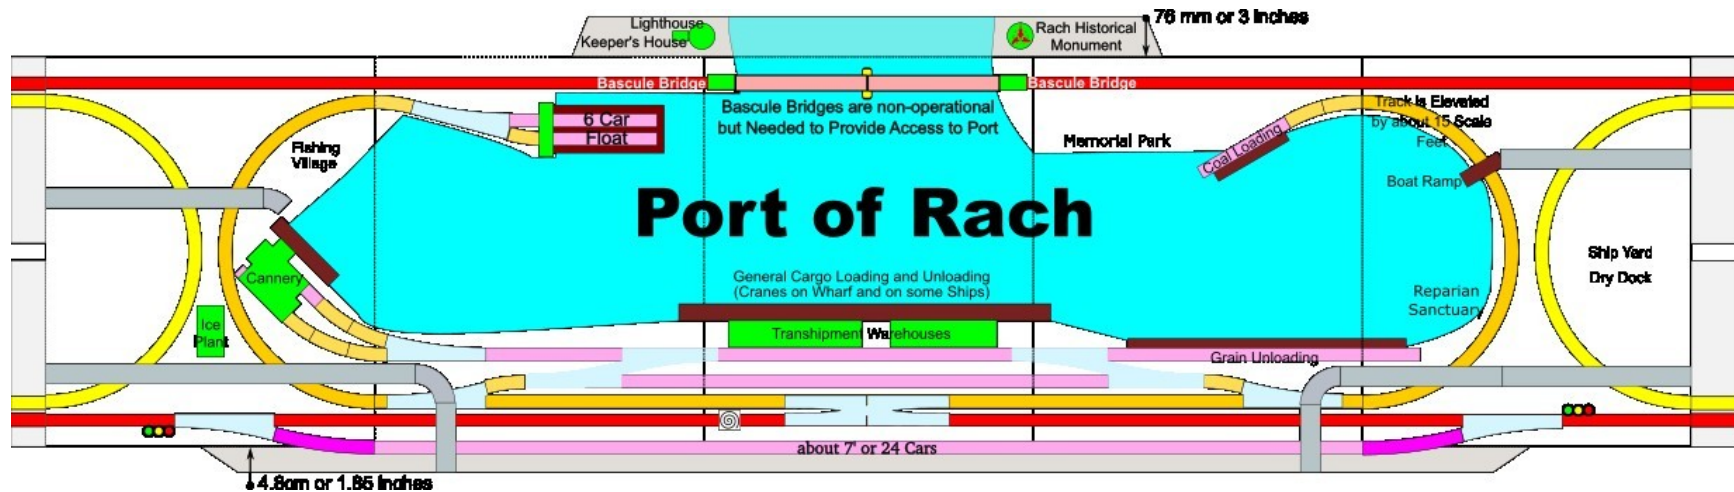 76 mm or 3 Inches
Lighthouse
Keeper's House
Rach Historical
Monument
Bascule Bridge
Bascule Bridge
Bascule Bridges are non-operational
but Needed to Provide Access to Port
6 Car
Float
Track is Elevated
by about 15 Scale
Feet
Fishing
Village
Memorial Park
Coal Loading
Boat Ramp
Port of Rach
Cannery
General Cargo Loading and Unloading
(Cranes on Wharf and on some Ships)
Ship Yard
Dry Dock
Reparian
Sanctuary
Ice
Plant
Transhipment Warehouses
Grain Unloading
about 7' or 24 Cars
4.8cm or 1.85 Inches